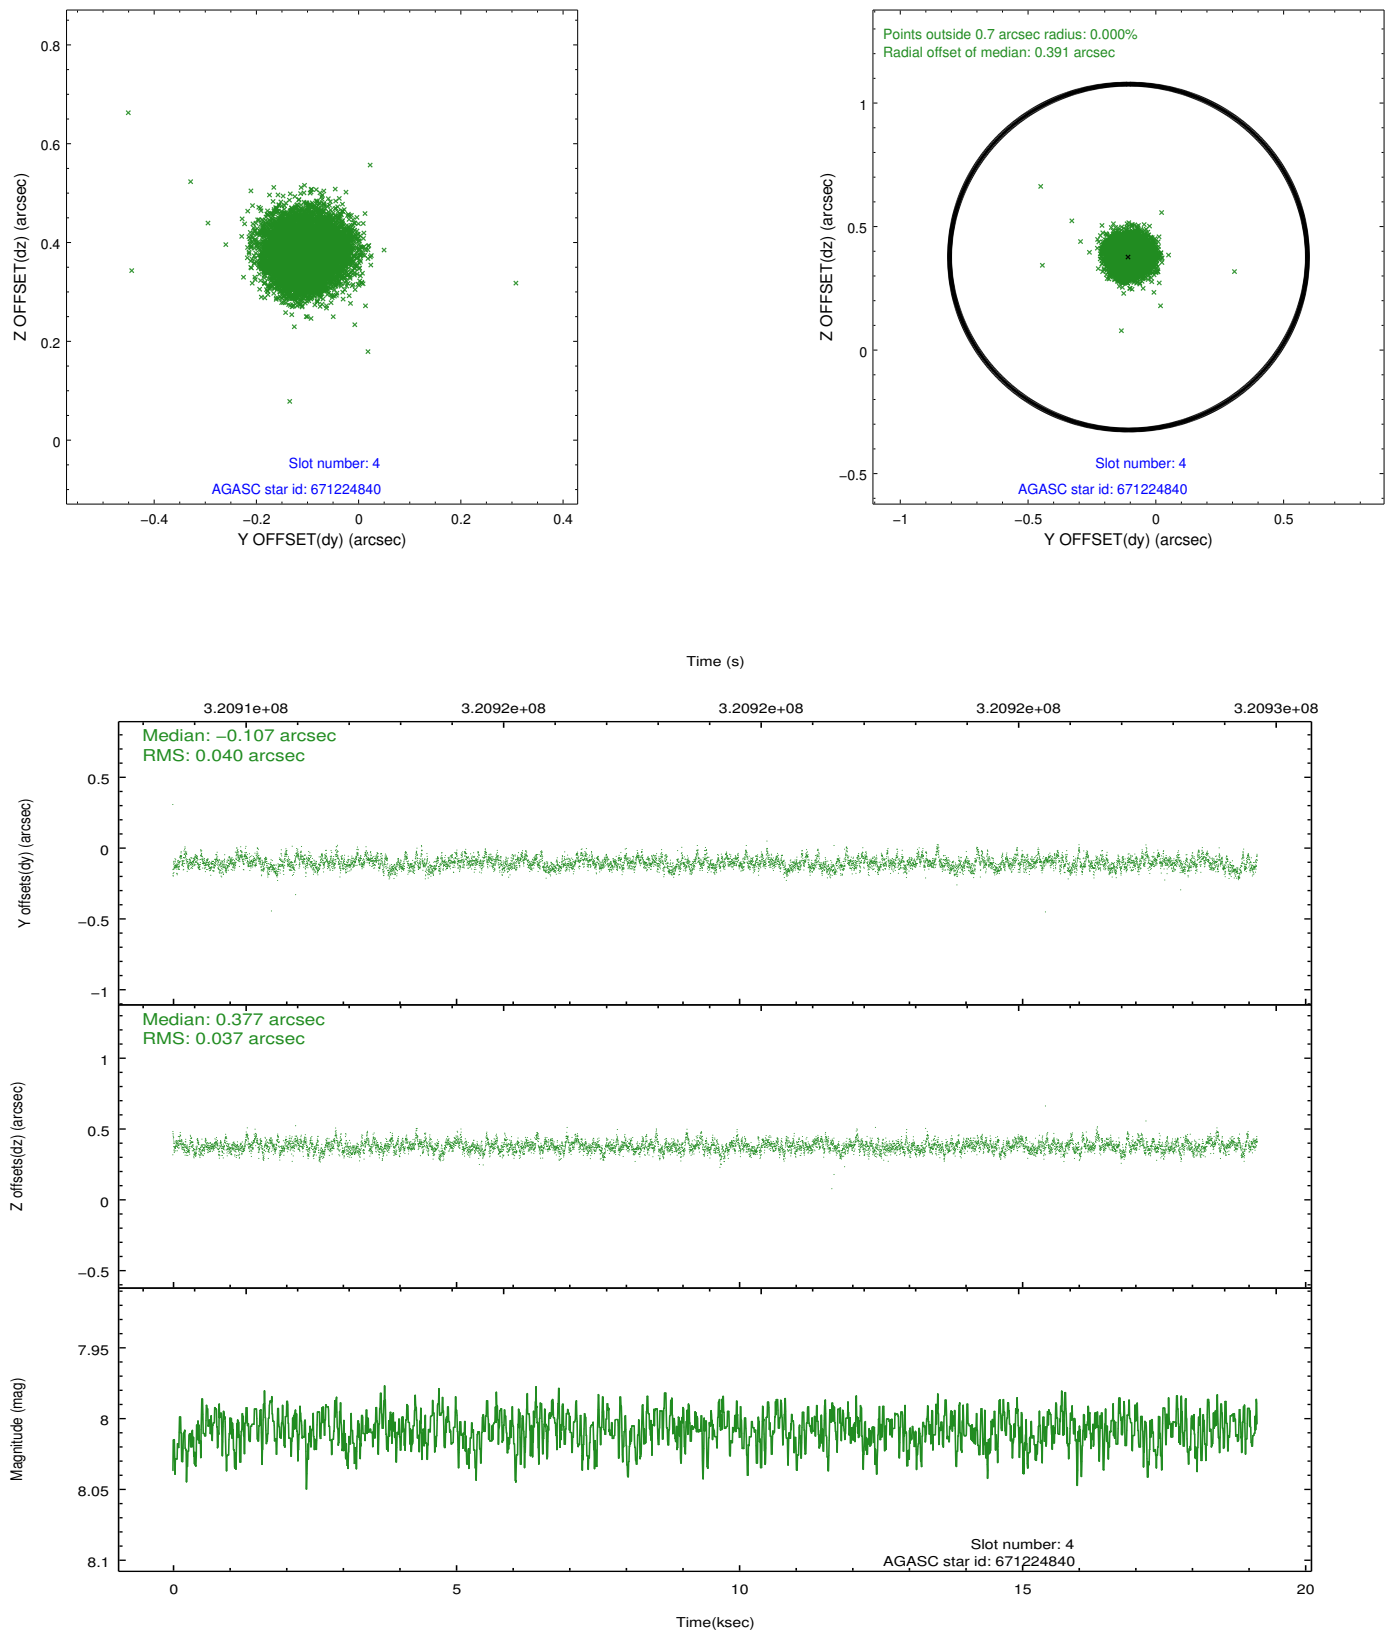 0.8
0.6
0.4
0.2
0
Z OFFSET(dz) (arcsec)
Slot number: 4
AGASC star id: 671224840
−0.4 −0.2 0 0.2 0.4
Y OFFSET(dy) (arcsec)
Points outside 0.7 arcsec radius: 0.000%
Radial offset of median: 0.391 arcsec
1
0.5
0
−0.5
Z OFFSET(dz) (arcsec)
Slot number: 4
AGASC star id: 671224840
−1 −0.5 0 0.5
Y OFFSET(dy) (arcsec)
Time (s)
3.2091e+08 3.2092e+08 3.2092e+08 3.2092e+08 3.2093e+08
Median: −0.107 arcsec
RMS: 0.040 arcsec
0.5
0
−0.5
−1
Y offsets(dy) (arcsec)
Median: 0.377 arcsec
RMS: 0.037 arcsec
1
0.5
0
−0.5
Z offsets(dz) (arcsec)
7.95
8
8.05
8.1
Magnitude (mag)
Slot number: 4
AGASC star id: 671224840
0 5 10 15 20
Time(ksec)